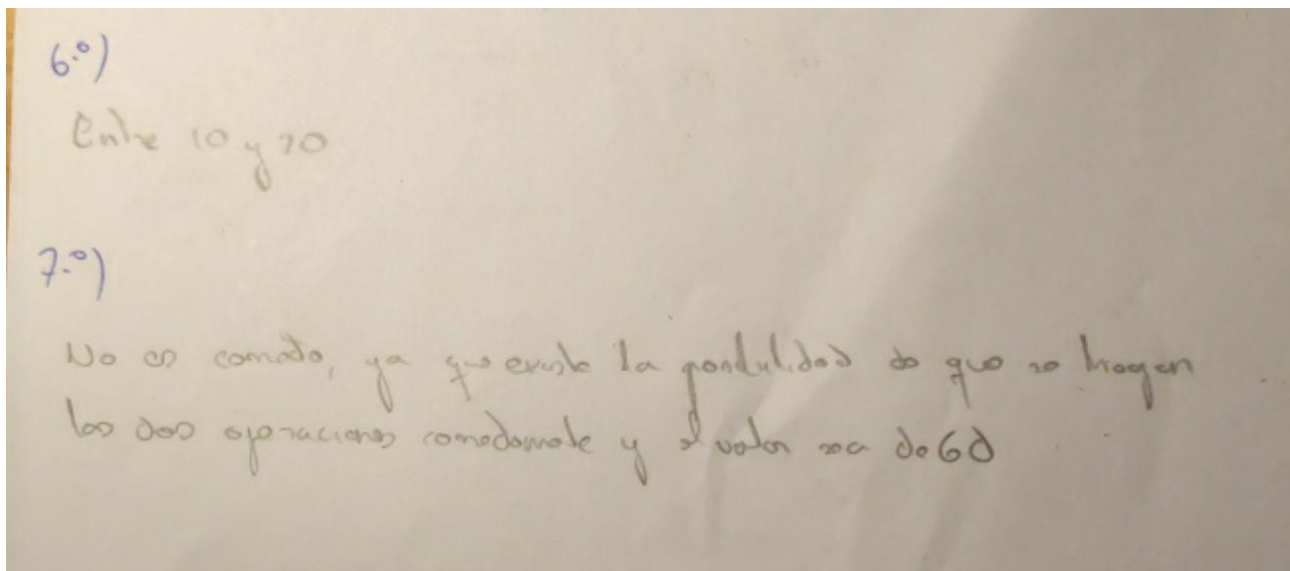 6.º)
Entre 10 y 20
7.º)
No es correcto, ya que existe la posibilidad de que se hagan
las dos operaciones correctamente y el valor sea de 60